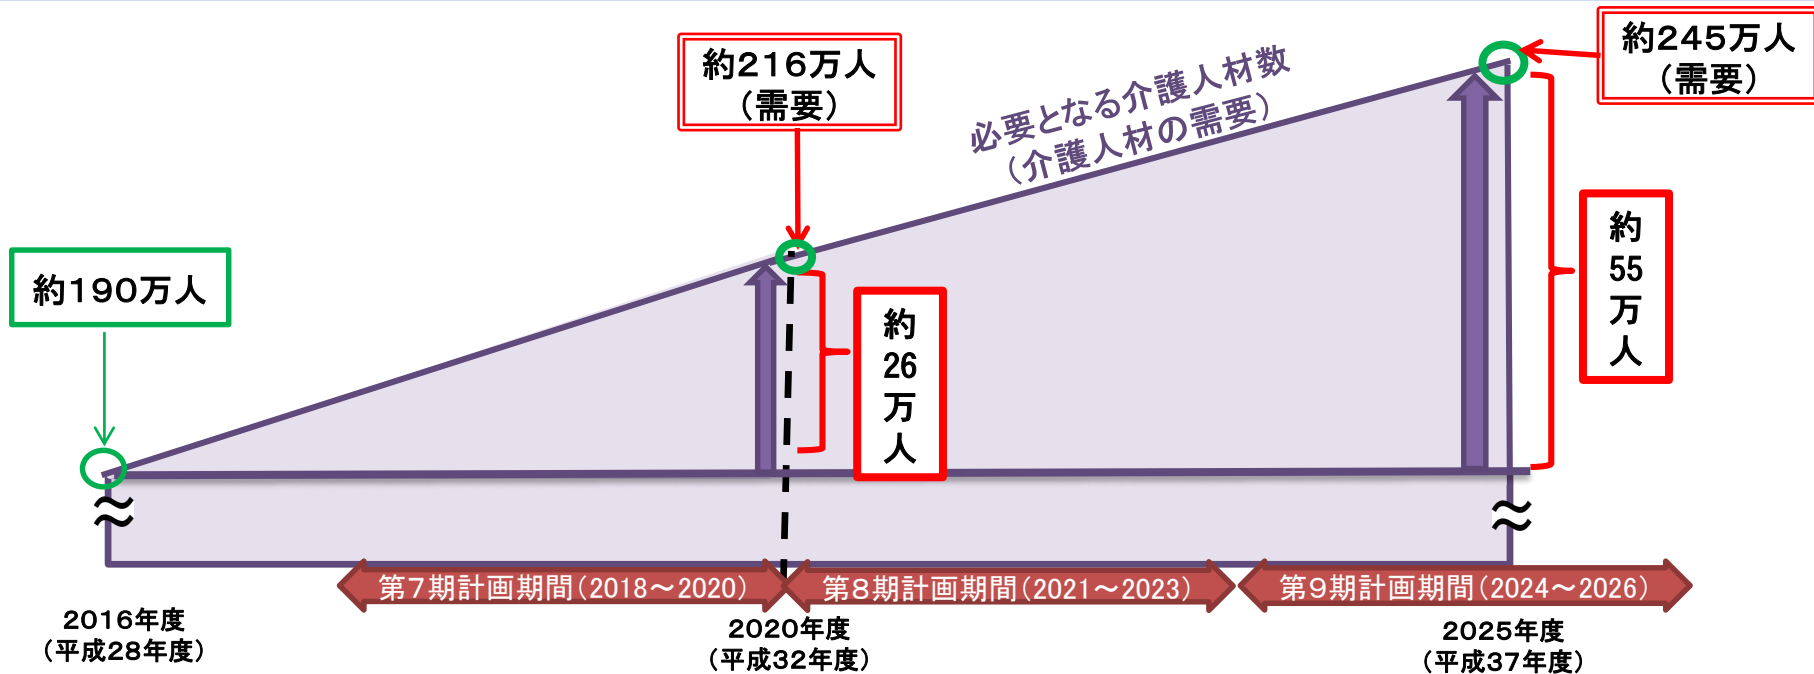 約216万人
（需要）
約245万人
（需要）
必要となる介護人材数
（介護人材の需要）
約190万人
約
55
万
人
約
26
万
人
第7期計画期間（2018～2020）
第8期計画期間（2021～2023）
第9期計画期間（2024～2026）
2016年度
（平成28年度）
2020年度
（平成32年度）
2025年度
（平成37年度）